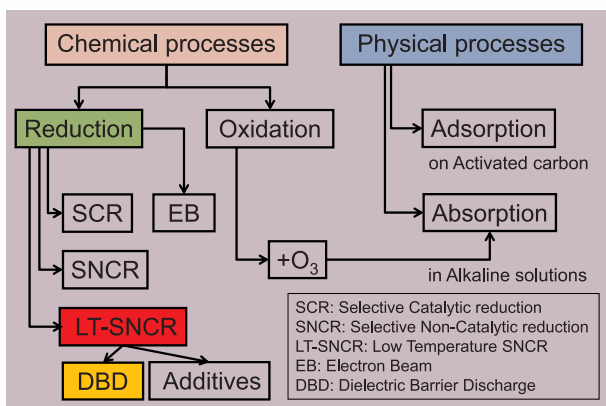 Chemical processes
Physical processes
Reduction
Oxidation
Adsorption
on Activated carbon
SCR
EB
Absorption
SNCR
+O3
in Alkaline solutions
LT-SNCR
DBD
Additives
SCR: Selective Catalytic reduction
SNCR: Selective Non-Catalytic reduction
LT-SNCR: Low Temperature SNCR
EB: Electron Beam
DBD: Dielectric Barrier Discharge